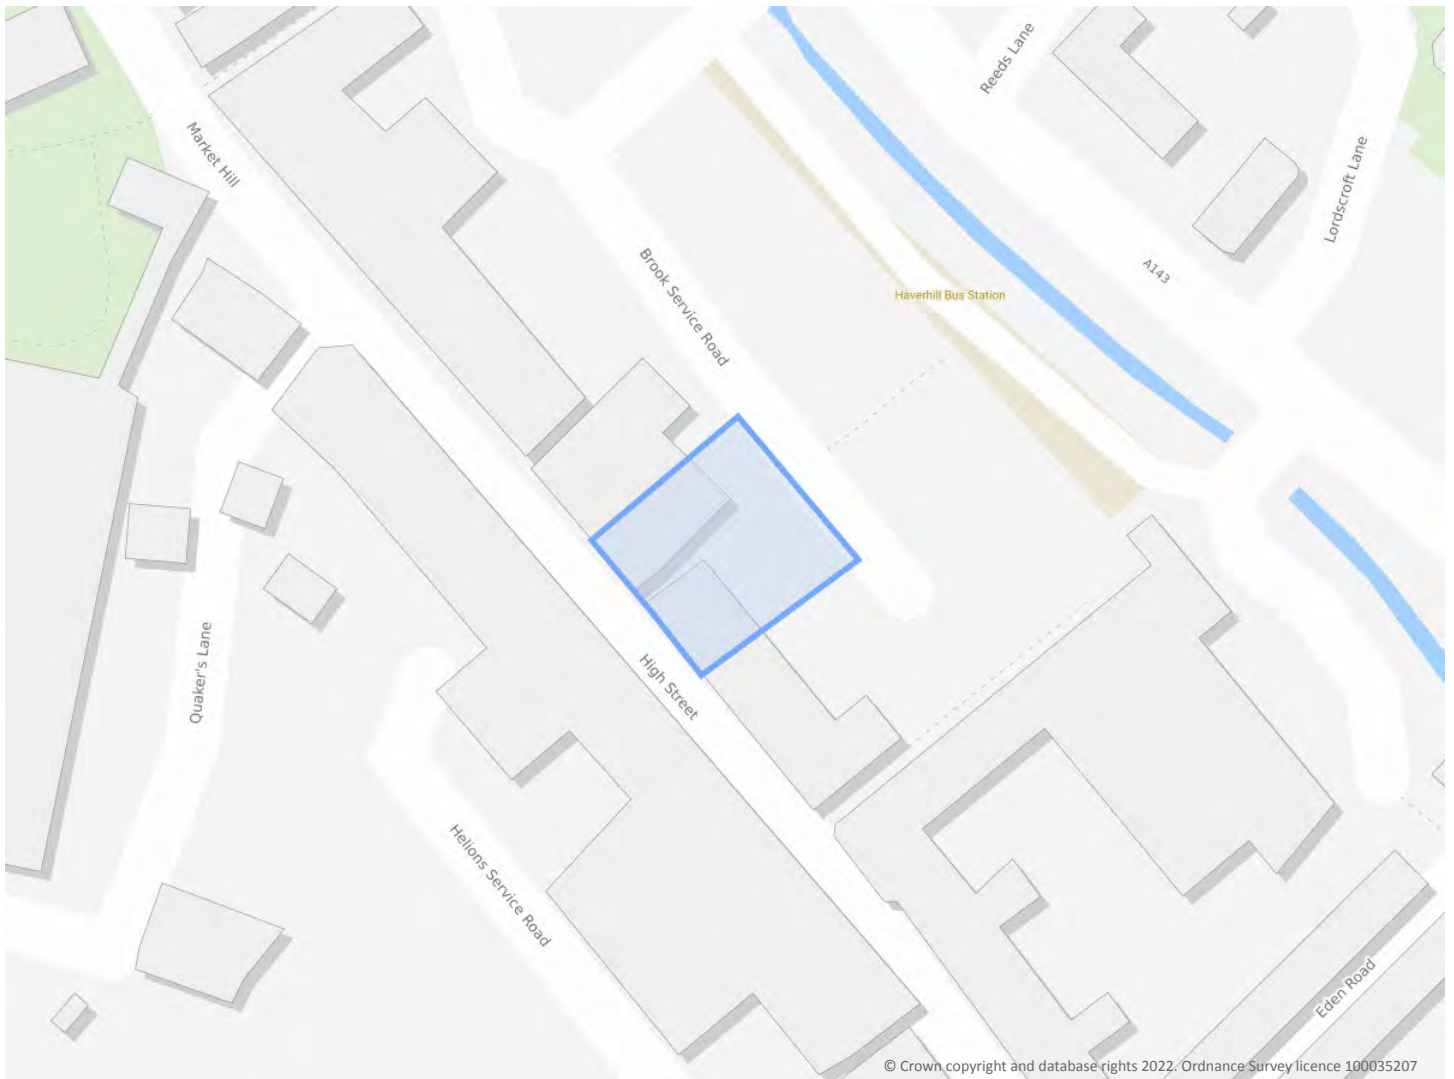 Reeds Lane
Market Hill
Lordscroft Lane
A143
Brook Service Road
Haverhill Bus Station
Quaker's Lane
High Street
Helions Service Road
Eden Road
© Crown copyright and database rights 2022. Ordnance Survey licence 100035207